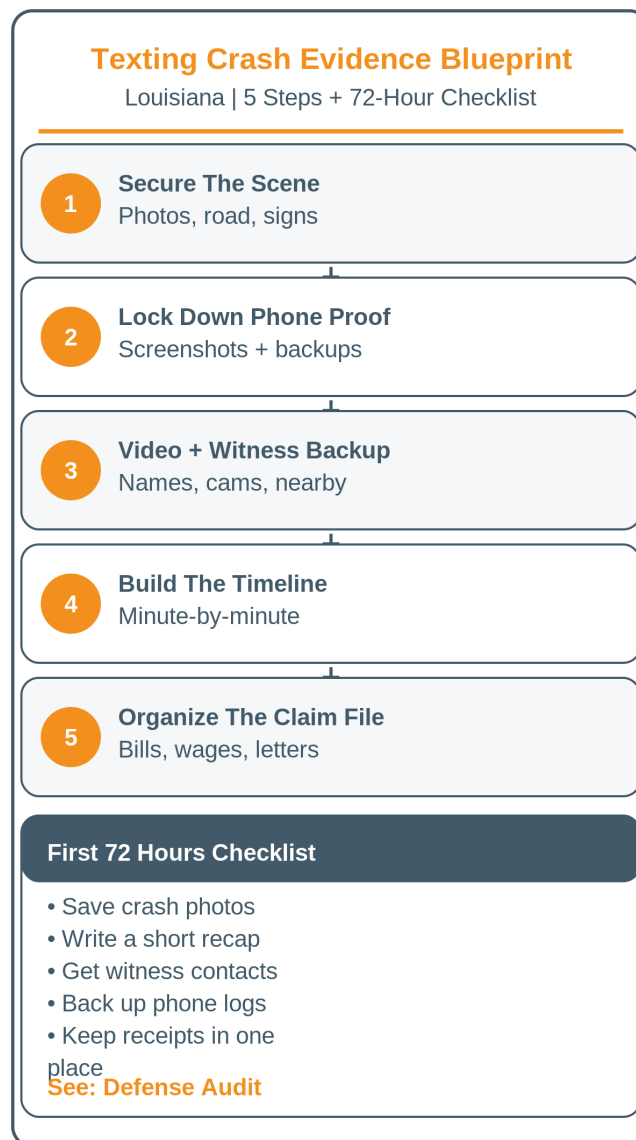 Texting Crash Evidence Blueprint
Louisiana | 5 Steps + 72-Hour Checklist
1
Secure The Scene
Photos, road, signs
2
Lock Down Phone Proof
Screenshots + backups
3
Video + Witness Backup
Names, cams, nearby
4
Build The Timeline
Minute-by-minute
5
Organize The Claim File
Bills, wages, letters
First 72 Hours Checklist
• Save crash photos
• Write a short recap
• Get witness contacts
• Back up phone logs
• Keep receipts in one
place
See: Defense Audit